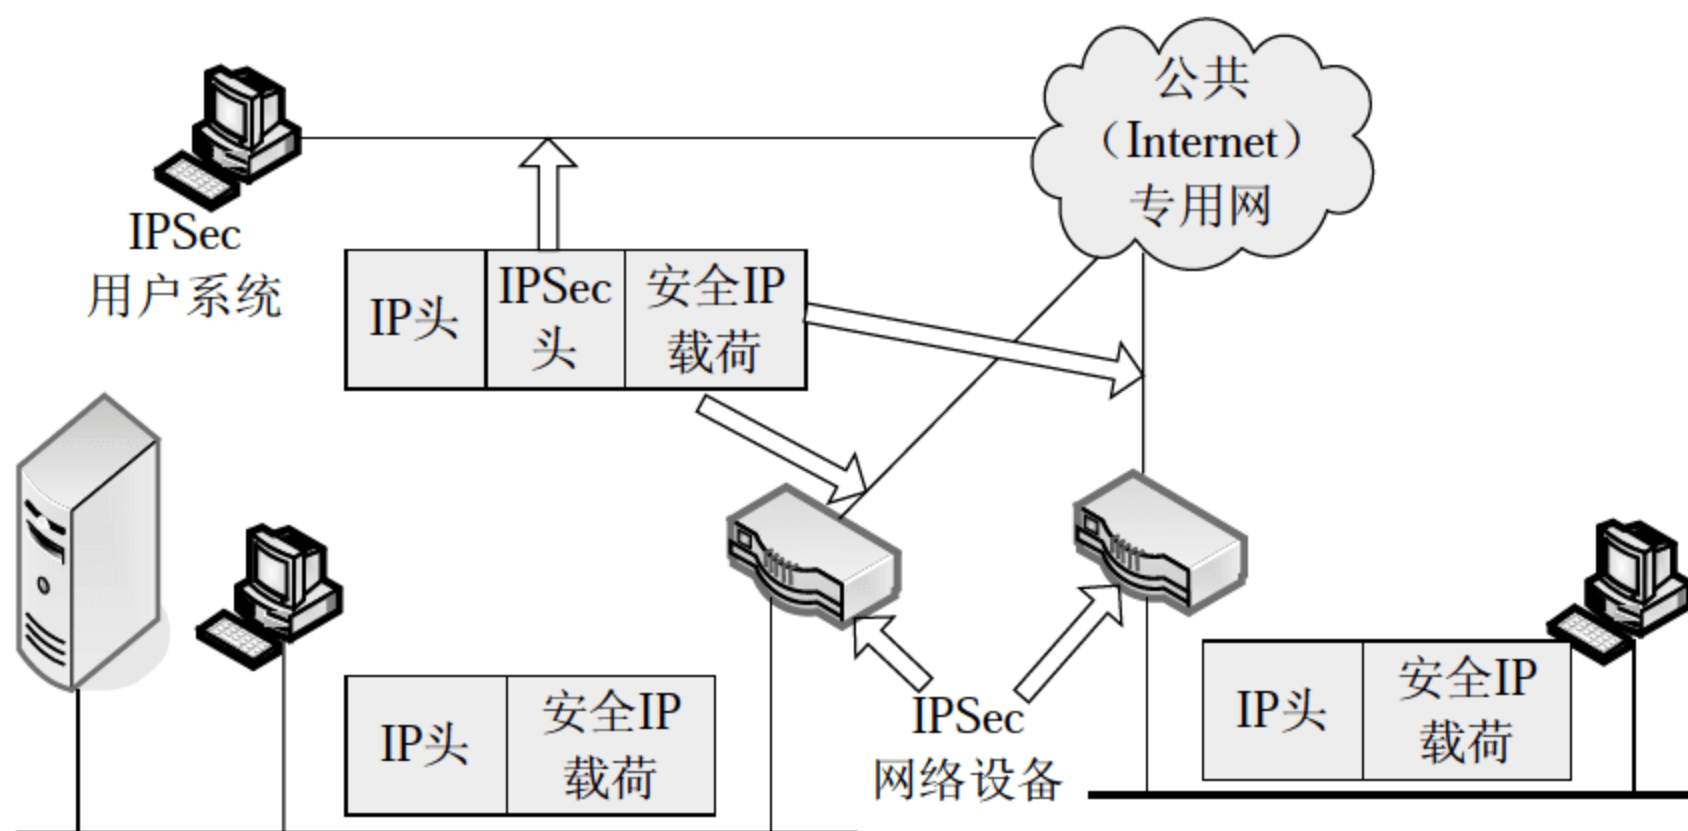 公共
（Internet）
专用网
IPSec
用户系统
IP头
IPSec
头
安全IP
载荷
IP头
安全IP
载荷
IPSec
网络设备
IP头
安全IP
载荷